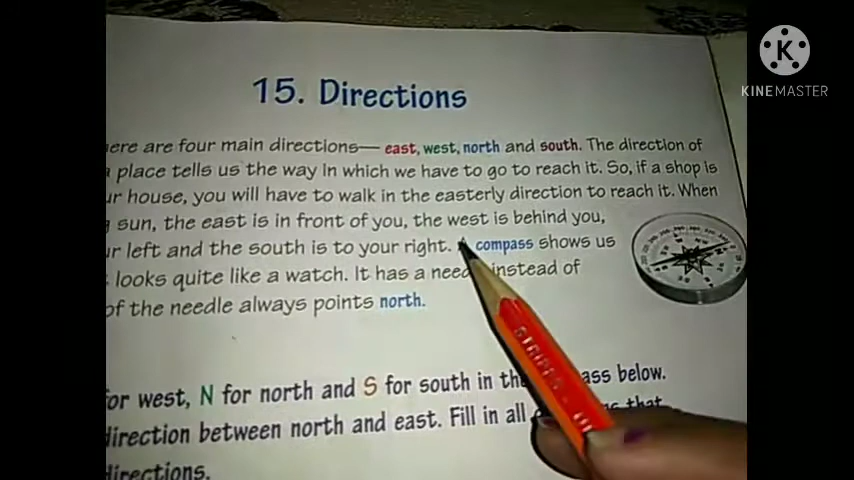 K
KINEMASTER
15. Directions
ere are four main directions— east, west, north and south. The direction of
place tells us the way in which we have to go to reach it. So, if a shop is
ur house, you will have to walk in the easterly direction to reach it. When
sun, the east is in front of you, the west is behind you,
ur left and the south is to your right. compass shows us
looks quite like a watch. It has a need instead of
of the needle always points north.
for west, N for north and S for south in the ass below.
direction between north and east. Fill in all that
directions.